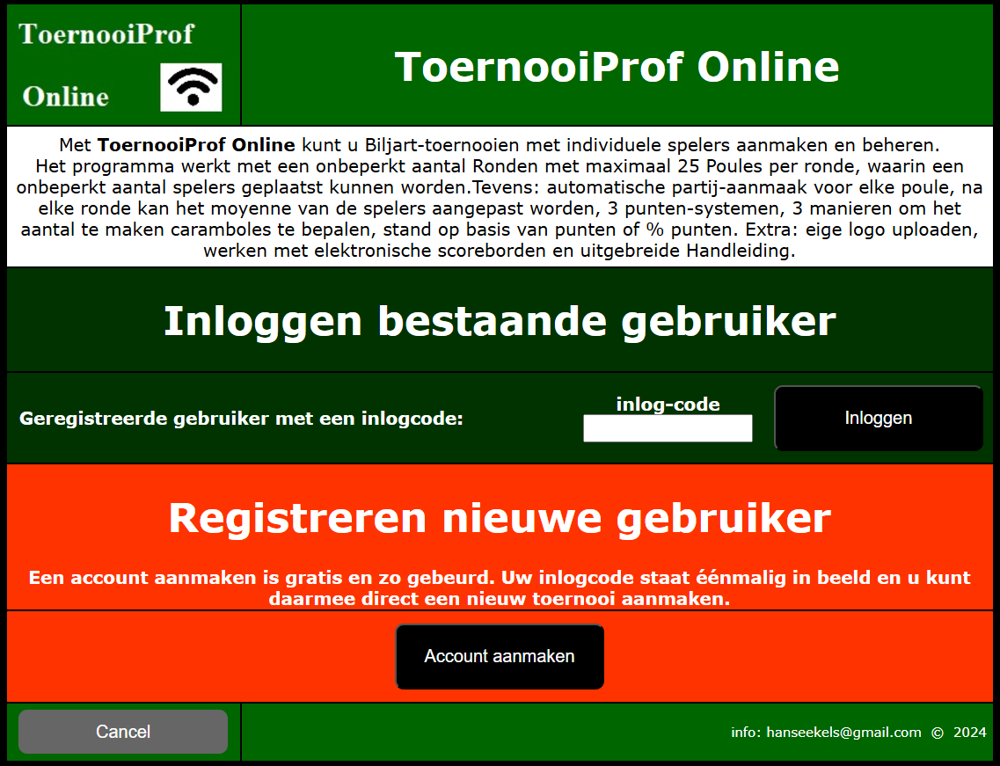 ToernooiProf
Online
ToernooiProf Online
Met ToernooiProf Online kunt u Biljart-toernooien met individuele spelers aanmaken en beheren.
Het programma werkt met een onbeperkt aantal Ronden met maximaal 25 Poules per ronde, waarin een
onbeperkt aantal spelers geplaatst kunnen worden.Tevens: automatische partij-aanmaak voor elke poule, na
elke ronde kan het moyenne van de spelers aangepast worden, 3 punten-systemen, 3 manieren om het
aantal te maken caramboles te bepalen, stand op basis van punten of % punten. Extra: eige logo uploaden,
werken met elektronische scoreborden en uitgebreide Handleiding.
Inloggen bestaande gebruiker
Geregistreerde gebruiker met een inlogcode:
inlog-code
Inloggen
Registreren nieuwe gebruiker
Een account aanmaken is gratis en zo gebeurd. Uw inlogcode staat éénmalig in beeld en u kunt
daarmee direct een nieuw toernooi aanmaken.
Account aanmaken
Cancel
info: hanseekels@gmail.com © 2024